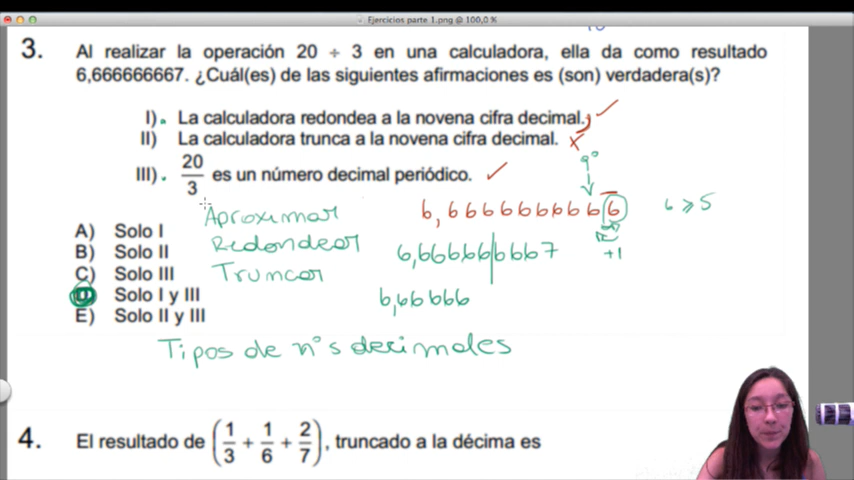 Ejercicios parte 1.png @ 100,0 %
3. Al realizar la operación 20 ÷ 3 en una calculadora, ella da como resultado
6,666666667. ¿Cuál(es) de las siguientes afirmaciones es (son) verdadera(s)?
I). La calculadora redondea a la novena cifra decimal.
II) La calculadora trunca a la novena cifra decimal.
9°
III). 20/3 es un número decimal periódico.
6,6666666666 6 ≥ 5
Aproximar
A) Solo I
Redondear
6,666666667 +1
B) Solo II
C) Solo III
Truncar
D) Solo I y III
6,66666
E) Solo II y III
Tipos de n°s decimales
4. El resultado de (1/3 + 1/6 + 2/7), truncado a la décima es